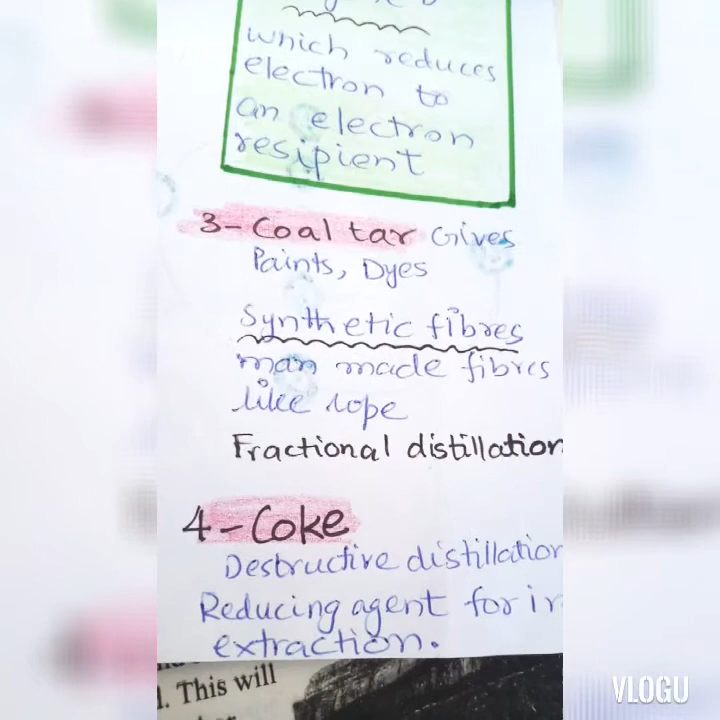 which reduces
electron to
an electron
resipient
3- Coal tar Gives
Paints, Dyes
Synthetic fibres
man made fibres
like rope
Fractional distillation
4- Coke
Destructive distillation
Reducing agent for
extraction.
This will
VLOGU